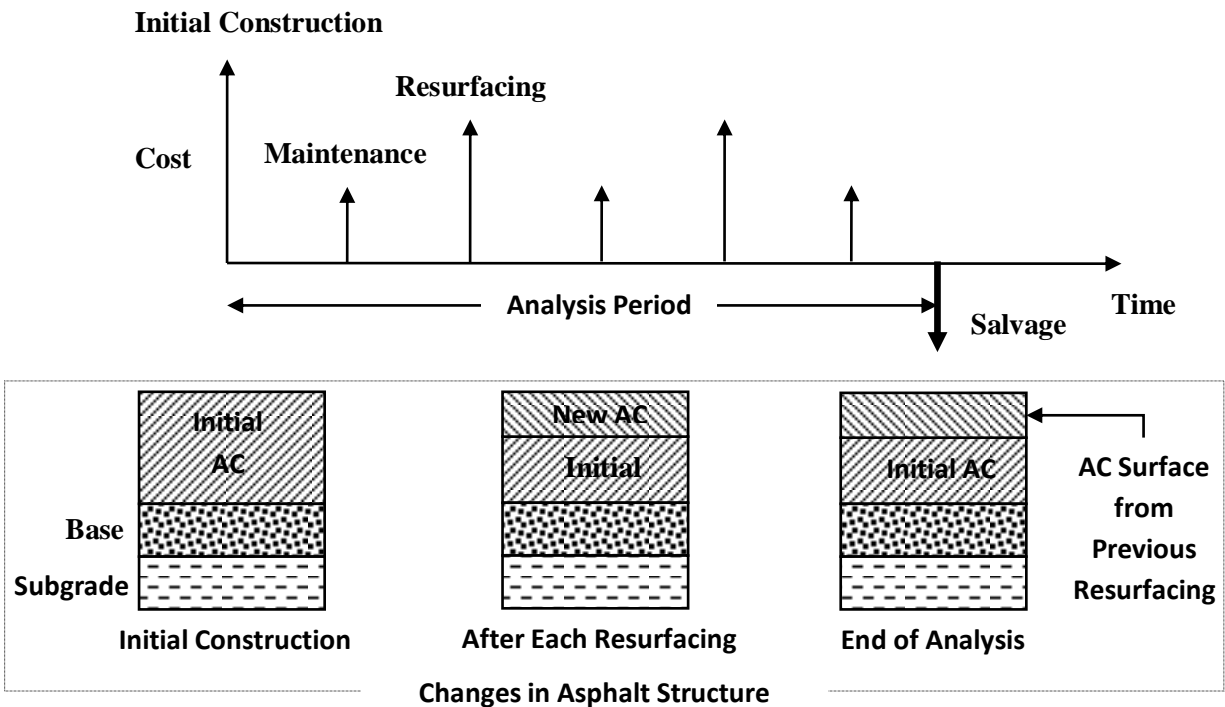 Initial Construction
Resurfacing
Cost
Maintenance
Analysis Period
Time
Salvage
Initial
AC
New AC
Initial
Initial AC
AC Surface
from
Previous
Resurfacing
Base
Subgrade
Initial Construction
After Each Resurfacing
End of Analysis
Changes in Asphalt Structure